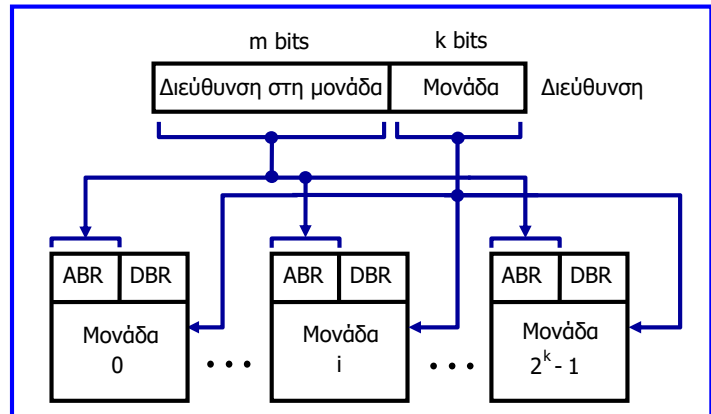 m bits k bits
Διεύθυνση στη μονάδα Μονάδα Διεύθυνση
ABR DBR ABR DBR ABR DBR
Μονάδα Μονάδα Μονάδα
0 • • • i • • • 2^k - 1